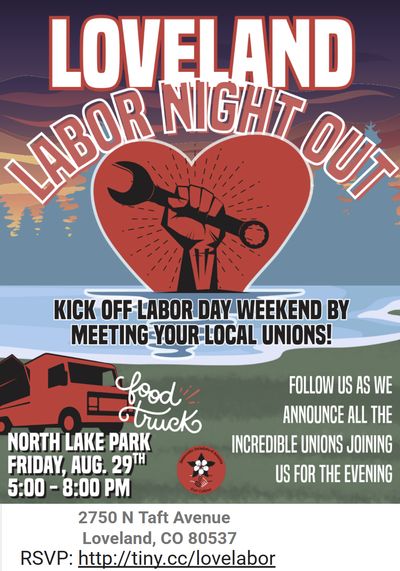 LOVELAND
LABOR NIGHT OUT
KICK OFF LABOR DAY WEEKEND BY
MEETING YOUR LOCAL UNIONS!
food
truck
NORTH LAKE PARK
FRIDAY, AUG. 29TH
5:00 - 8:00 PM
FOLLOW US AS WE
ANNOUNCE ALL THE
INCREDIBLE UNIONS JOINING
US FOR THE EVENING
2750 N Taft Avenue
Loveland, CO 80537
RSVP: http://tiny.cc/lovelabor